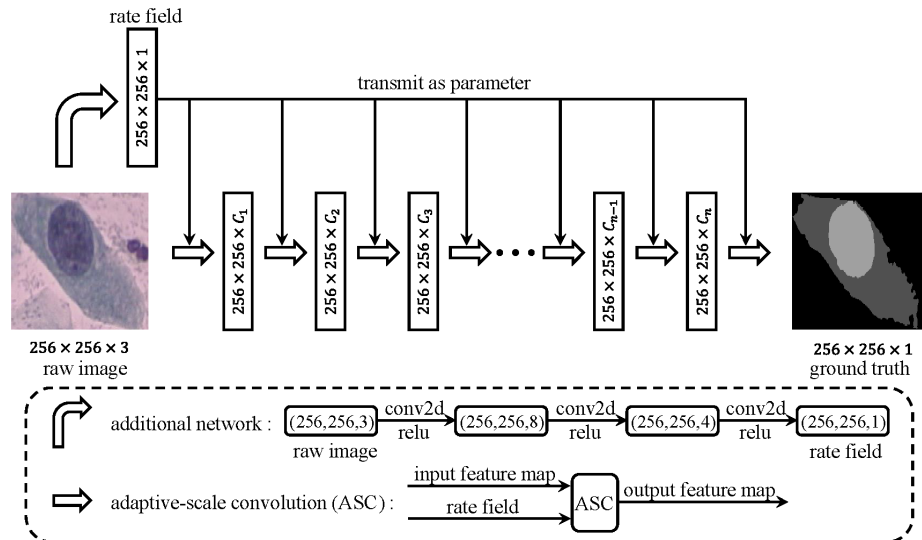 rate field
256 × 256 × 1
transmit as parameter
256 × 256 × C₁
256 × 256 × C₂
256 × 256 × C₃
256 × 256 × Cₙ₋₁
256 × 256 × Cₙ
256 × 256 × 3
raw image
256 × 256 × 1
ground truth
additional network :
(256,256,3)
conv2d
relu
(256,256,8)
conv2d
relu
(256,256,4)
conv2d
relu
(256,256,1)
raw image
rate field
adaptive-scale convolution (ASC) :
input feature map
rate field
ASC
output feature map